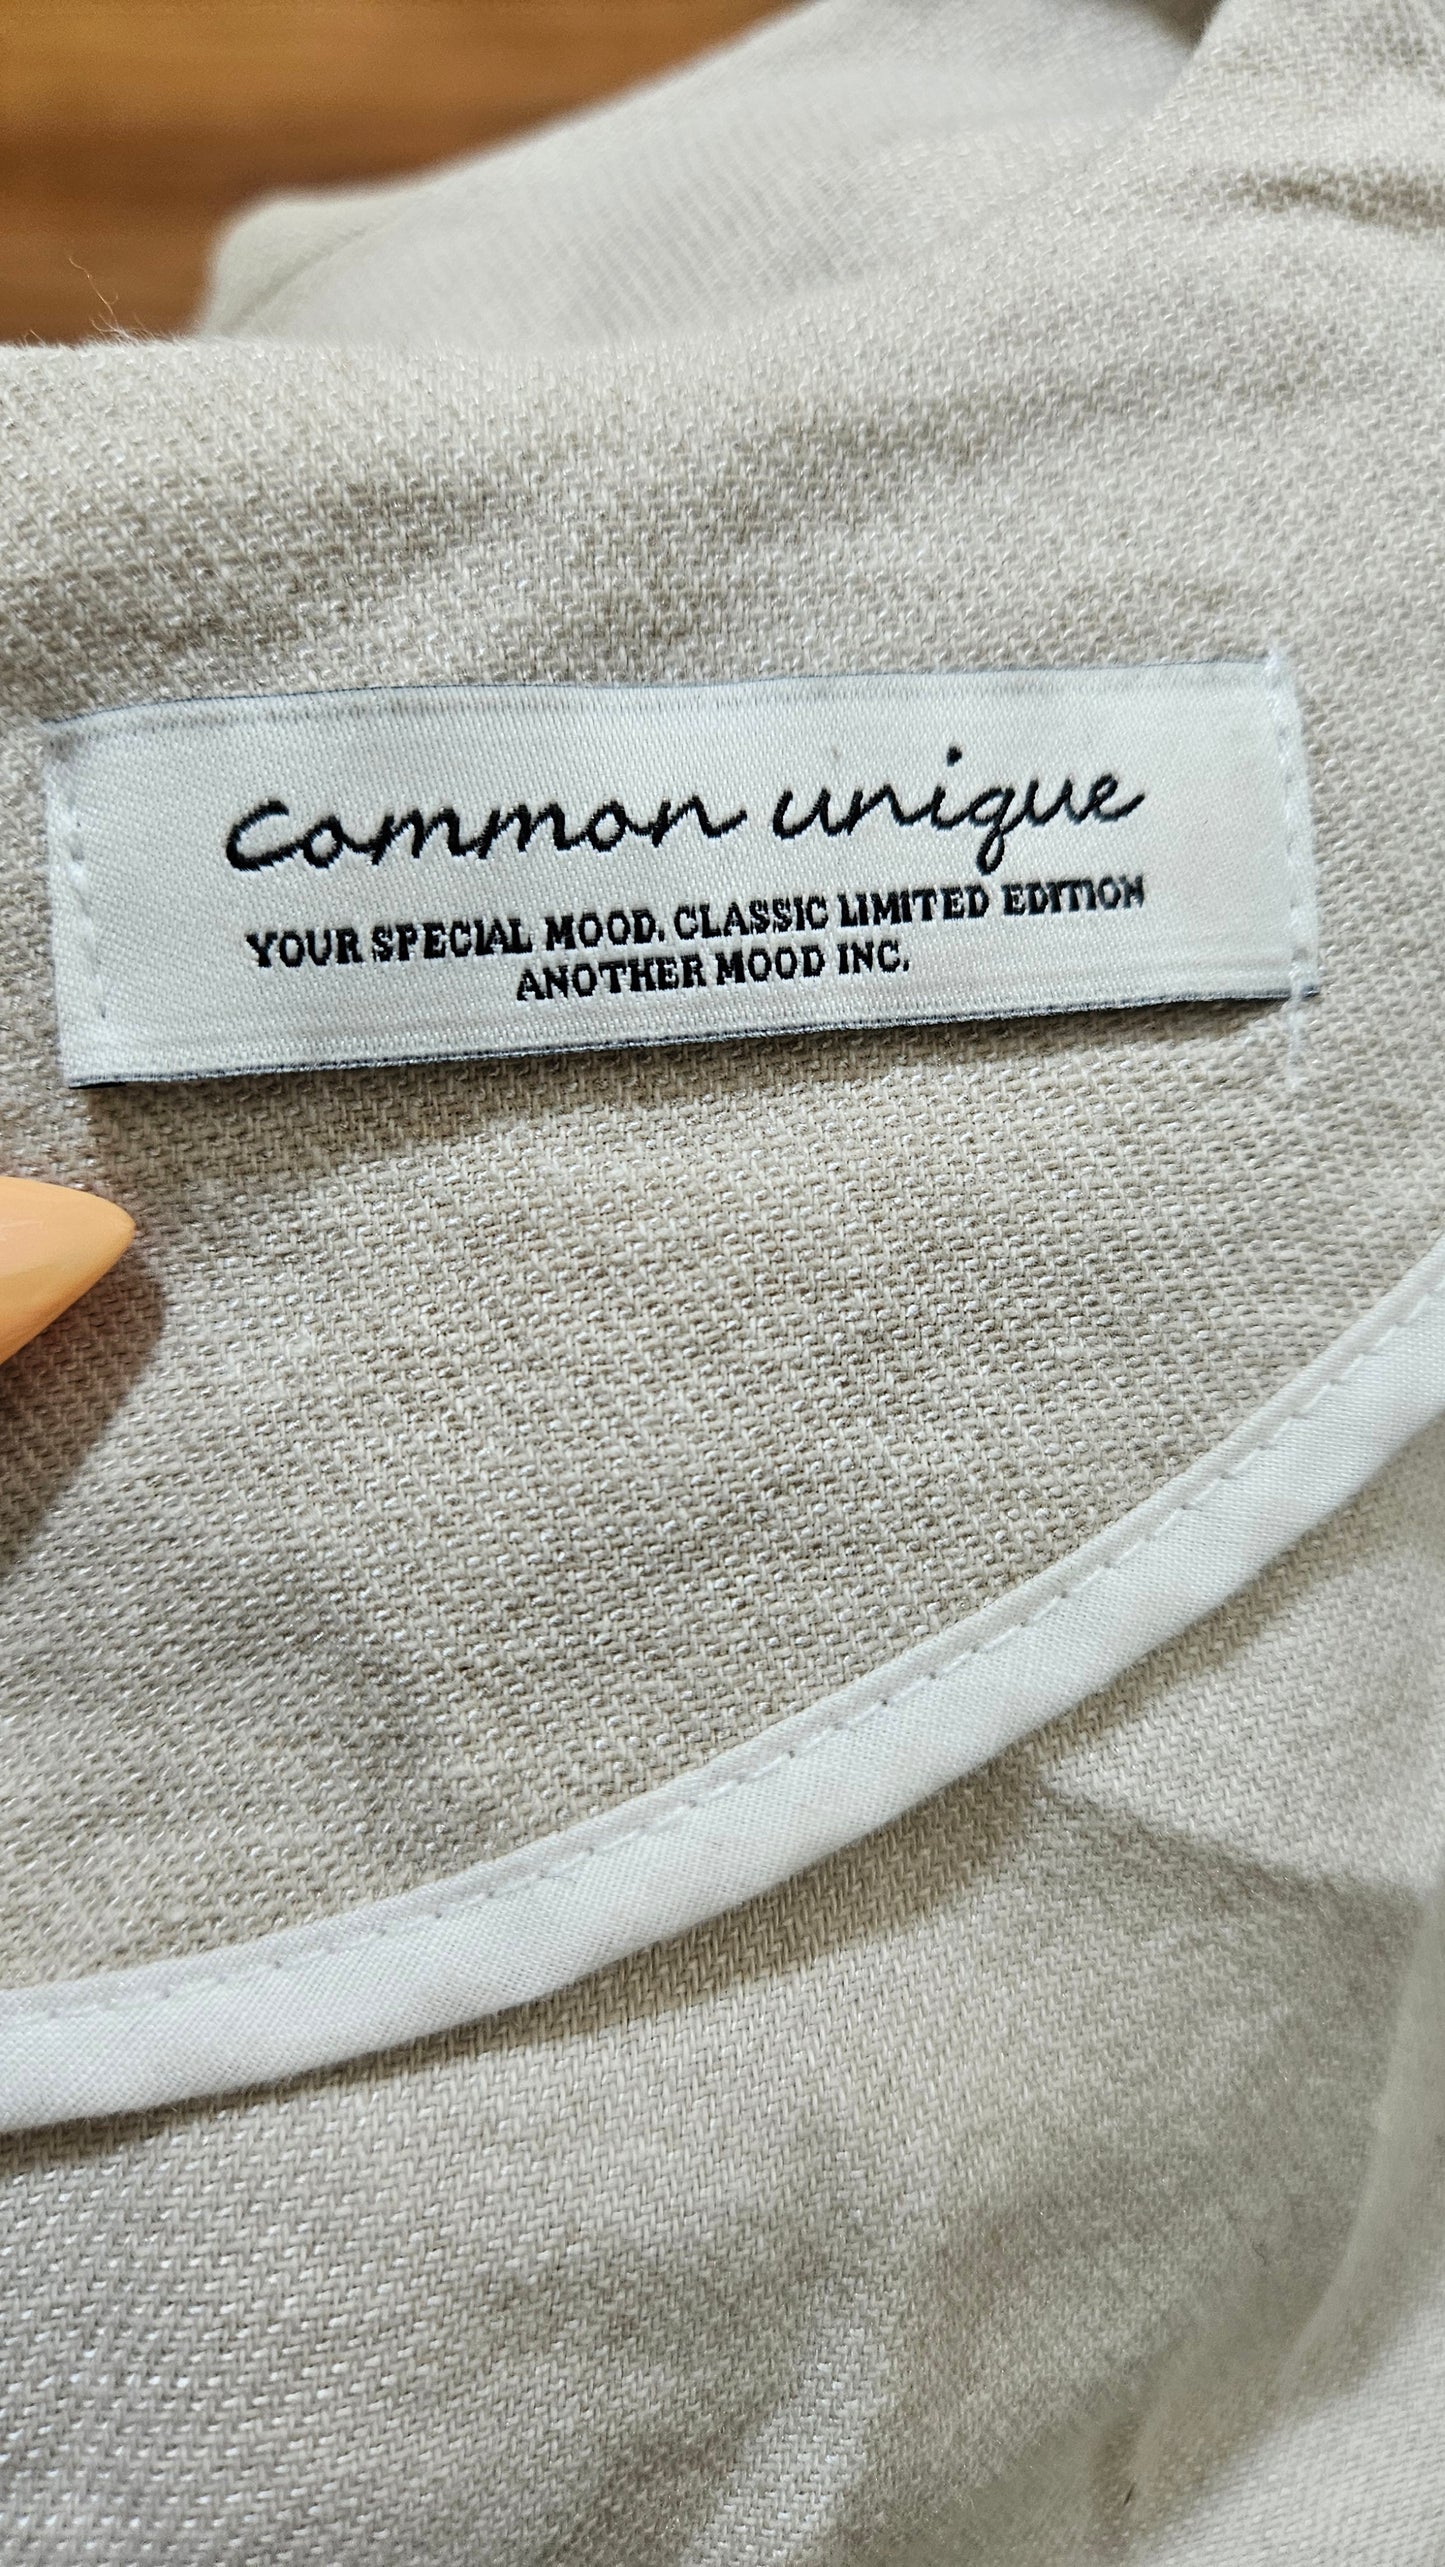 common unique
YOUR SPECIAL MOOD. CLASSIC LIMITED EDITION
ANOTHER MOOD INC.